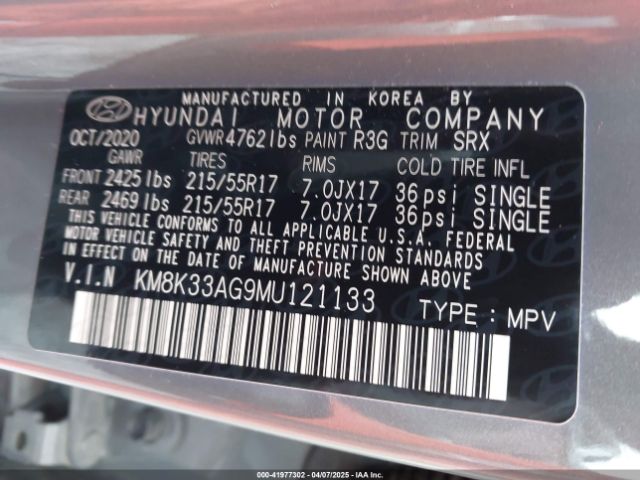 MANUFACTURED IN KOREA BY
HYUNDAI MOTOR COMPANY
OCT/2020 GVWR 4762 lbs PAINT R3G TRIM SRX
GAWR TIRES RIMS COLD TIRE INFL
FRONT 2425 lbs 215/55R17 7.0JX17 36 psi SINGLE
REAR 2469 lbs 215/55R17 7.0JX17 36 psi SINGLE
THIS VEHICLE CONFORMS TO ALL APPLICABLE U.S.A. FEDERAL
MOTOR VEHICLE SAFETY AND THEFT PREVENTION STANDARDS
IN EFFECT ON THE DATE OF MANUFACTURE SHOWN ABOVE
V.I.N KM8K33AG9MU121133
TYPE : MPV
000-41977302 - 04/07/2025 - IAAI.COM